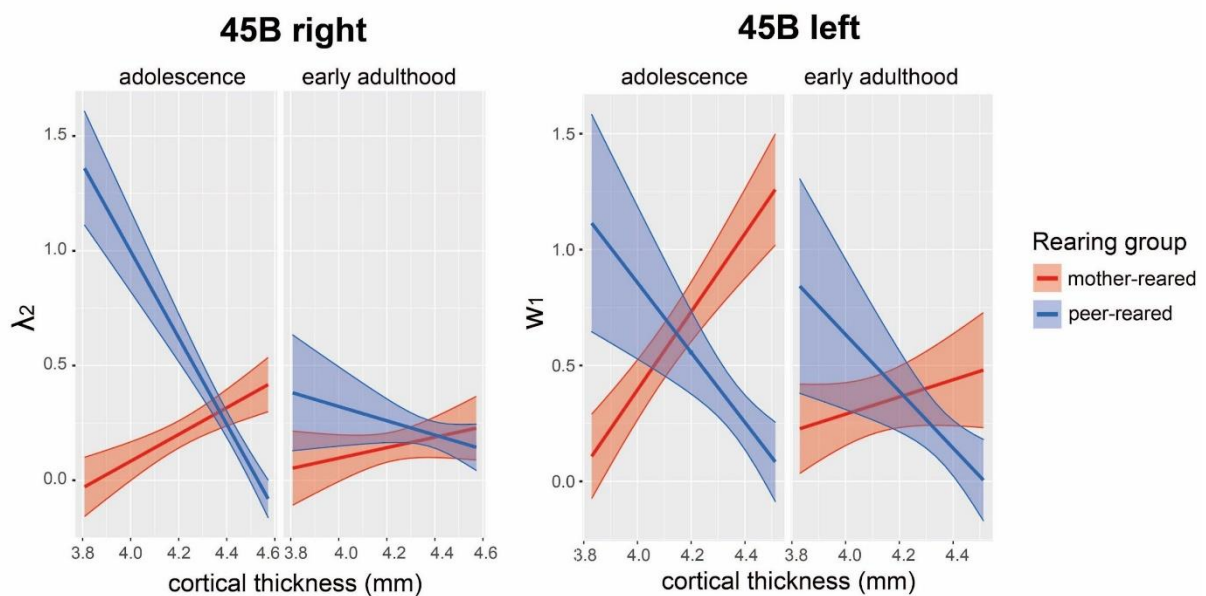 45B right
45B left
adolescence early adulthood
adolescence early adulthood
1.5
1.0
0.5
0.0
λ2
3.8 4.0 4.2 4.4 4.6 3.8 4.0 4.2 4.4 4.6
cortical thickness (mm)
1.5
1.0
0.5
0.0
w1
3.8 4.0 4.2 4.4 3.8 4.0 4.2 4.4
cortical thickness (mm)
Rearing group
mother-reared
peer-reared